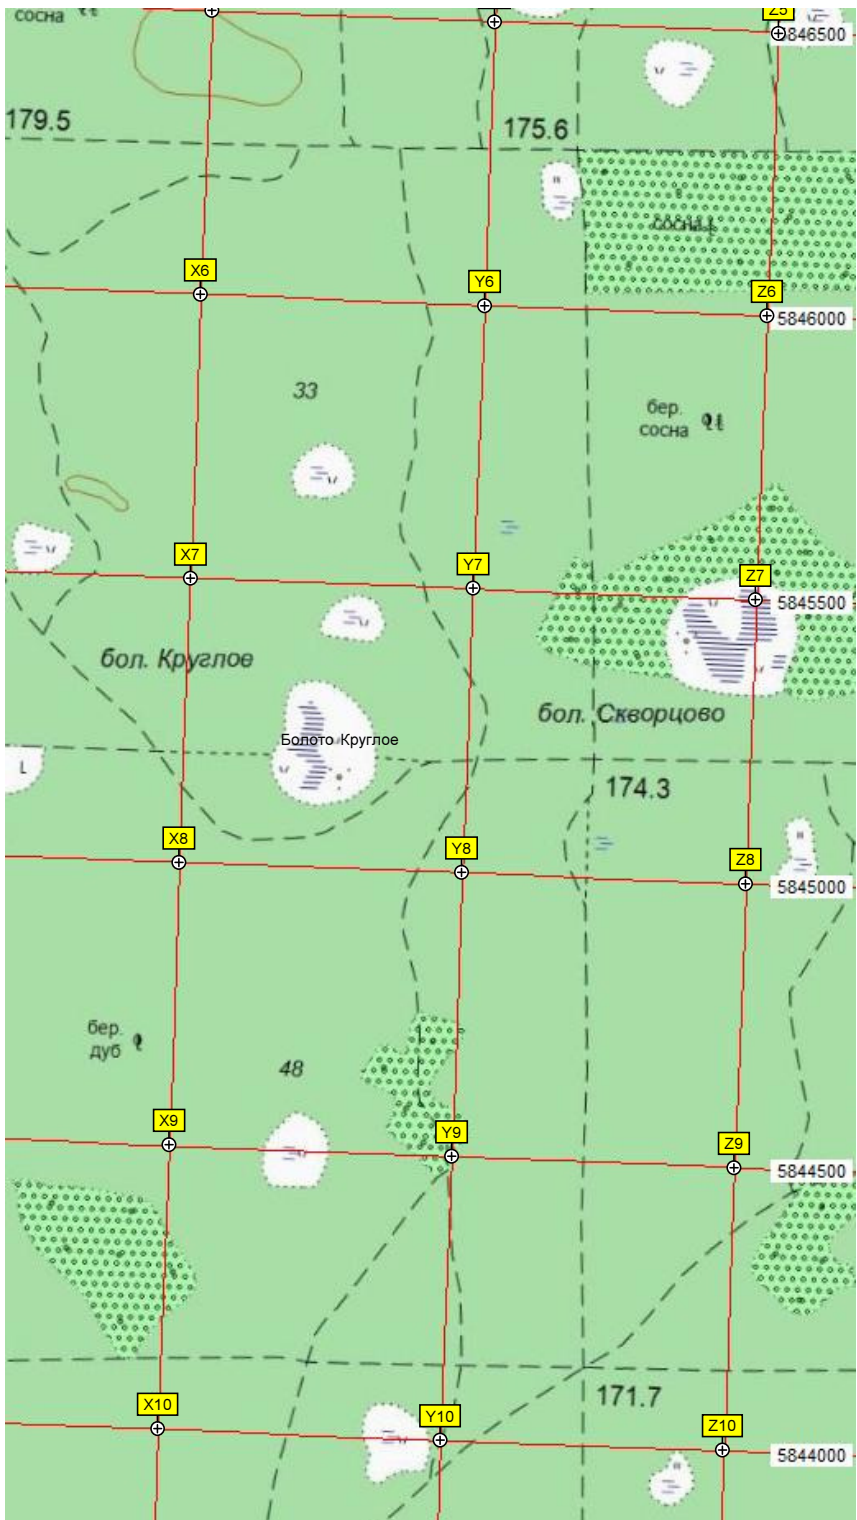 сосна
Z5
5846500
179.5
175.6
сосна
X6
Y6
Z6
5846000
33
бер.
сосна
X7
Y7
Z7
5845500
бол. Круглое
бол. Скворцово
Болото Круглое
174.3
X8
Y8
Z8
5845000
бер.
дуб
48
X9
Y9
Z9
5844500
171.7
X10
Y10
Z10
5844000